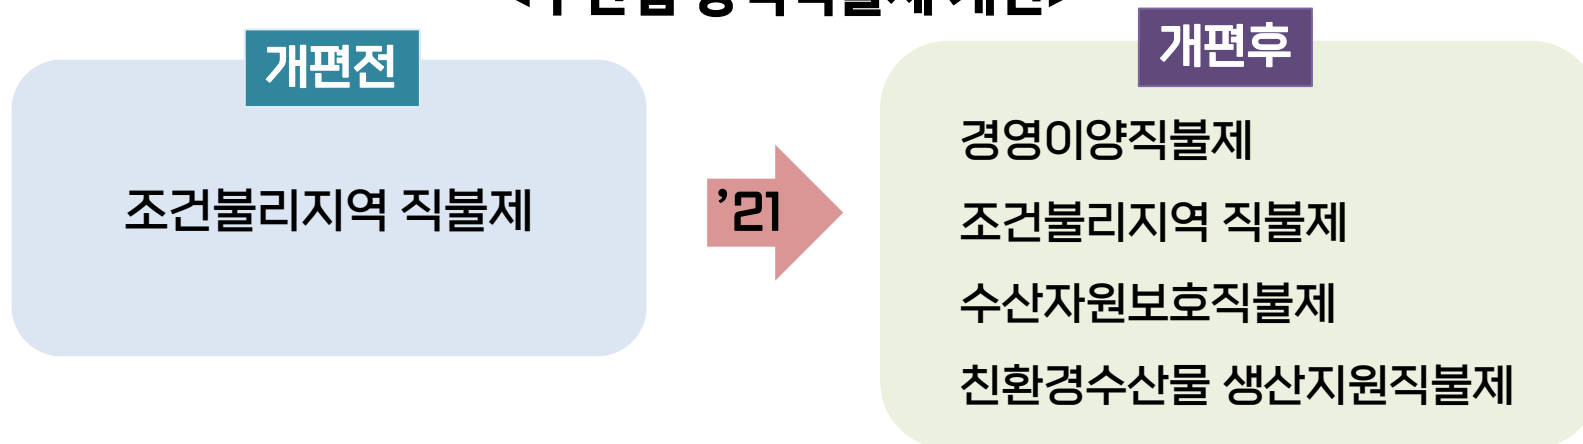 개편전
조건불리지역 직불제
’21
개편후
경영이양직불제
조건불리지역 직불제
수산자원보호직불제
친환경수산물 생산지원직불제